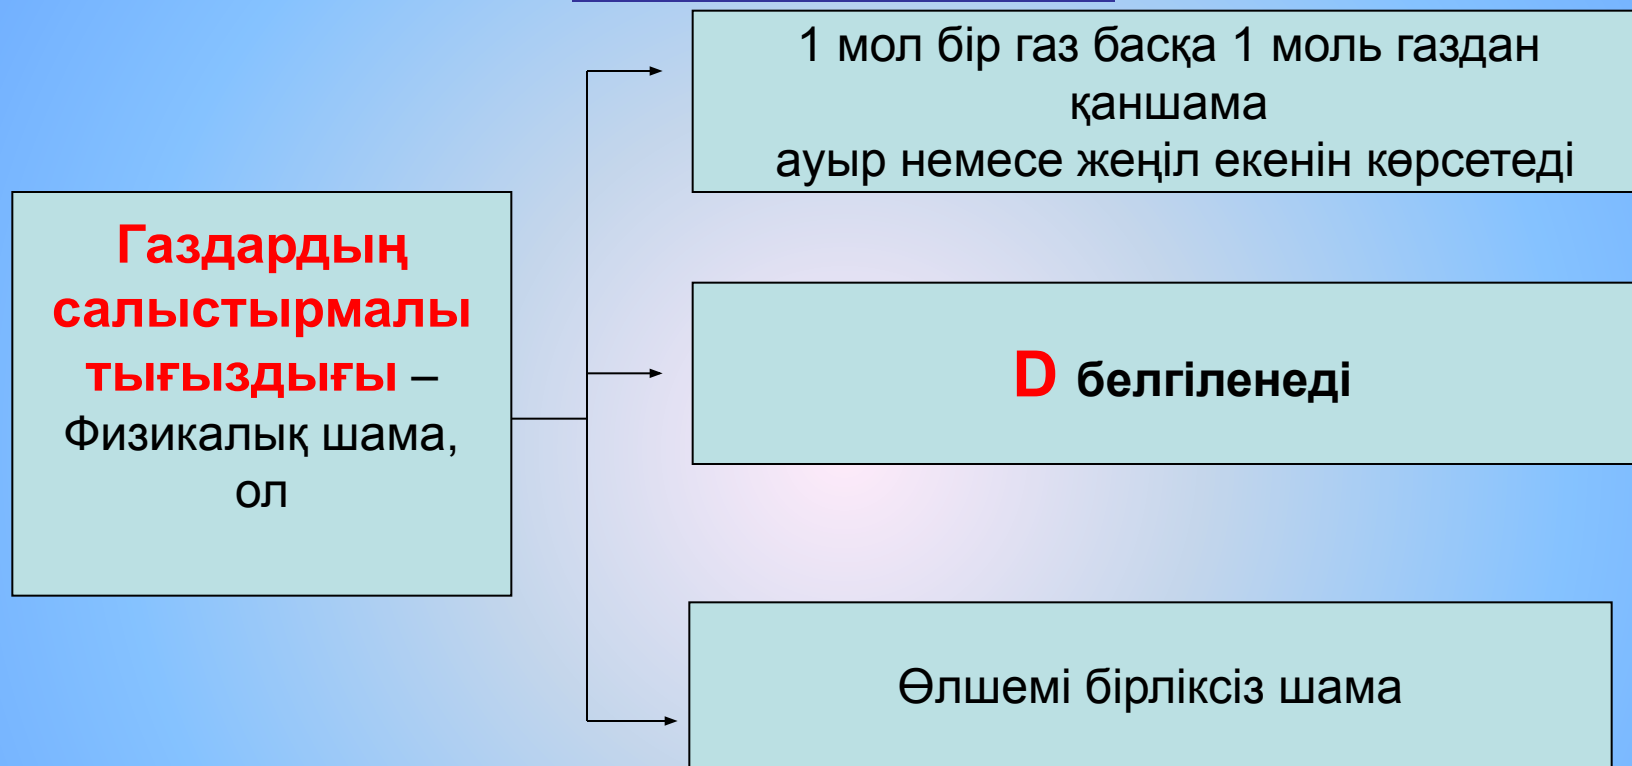 Газдардың
салыстырмалы
тығыздығы –
Физикалық шама,
ол
1 мол бір газ басқа 1 моль газдан
қаншама
ауыр немесе жеңіл екенін көрсетеді
D белгіленеді
Өлшемі бірліксіз шама